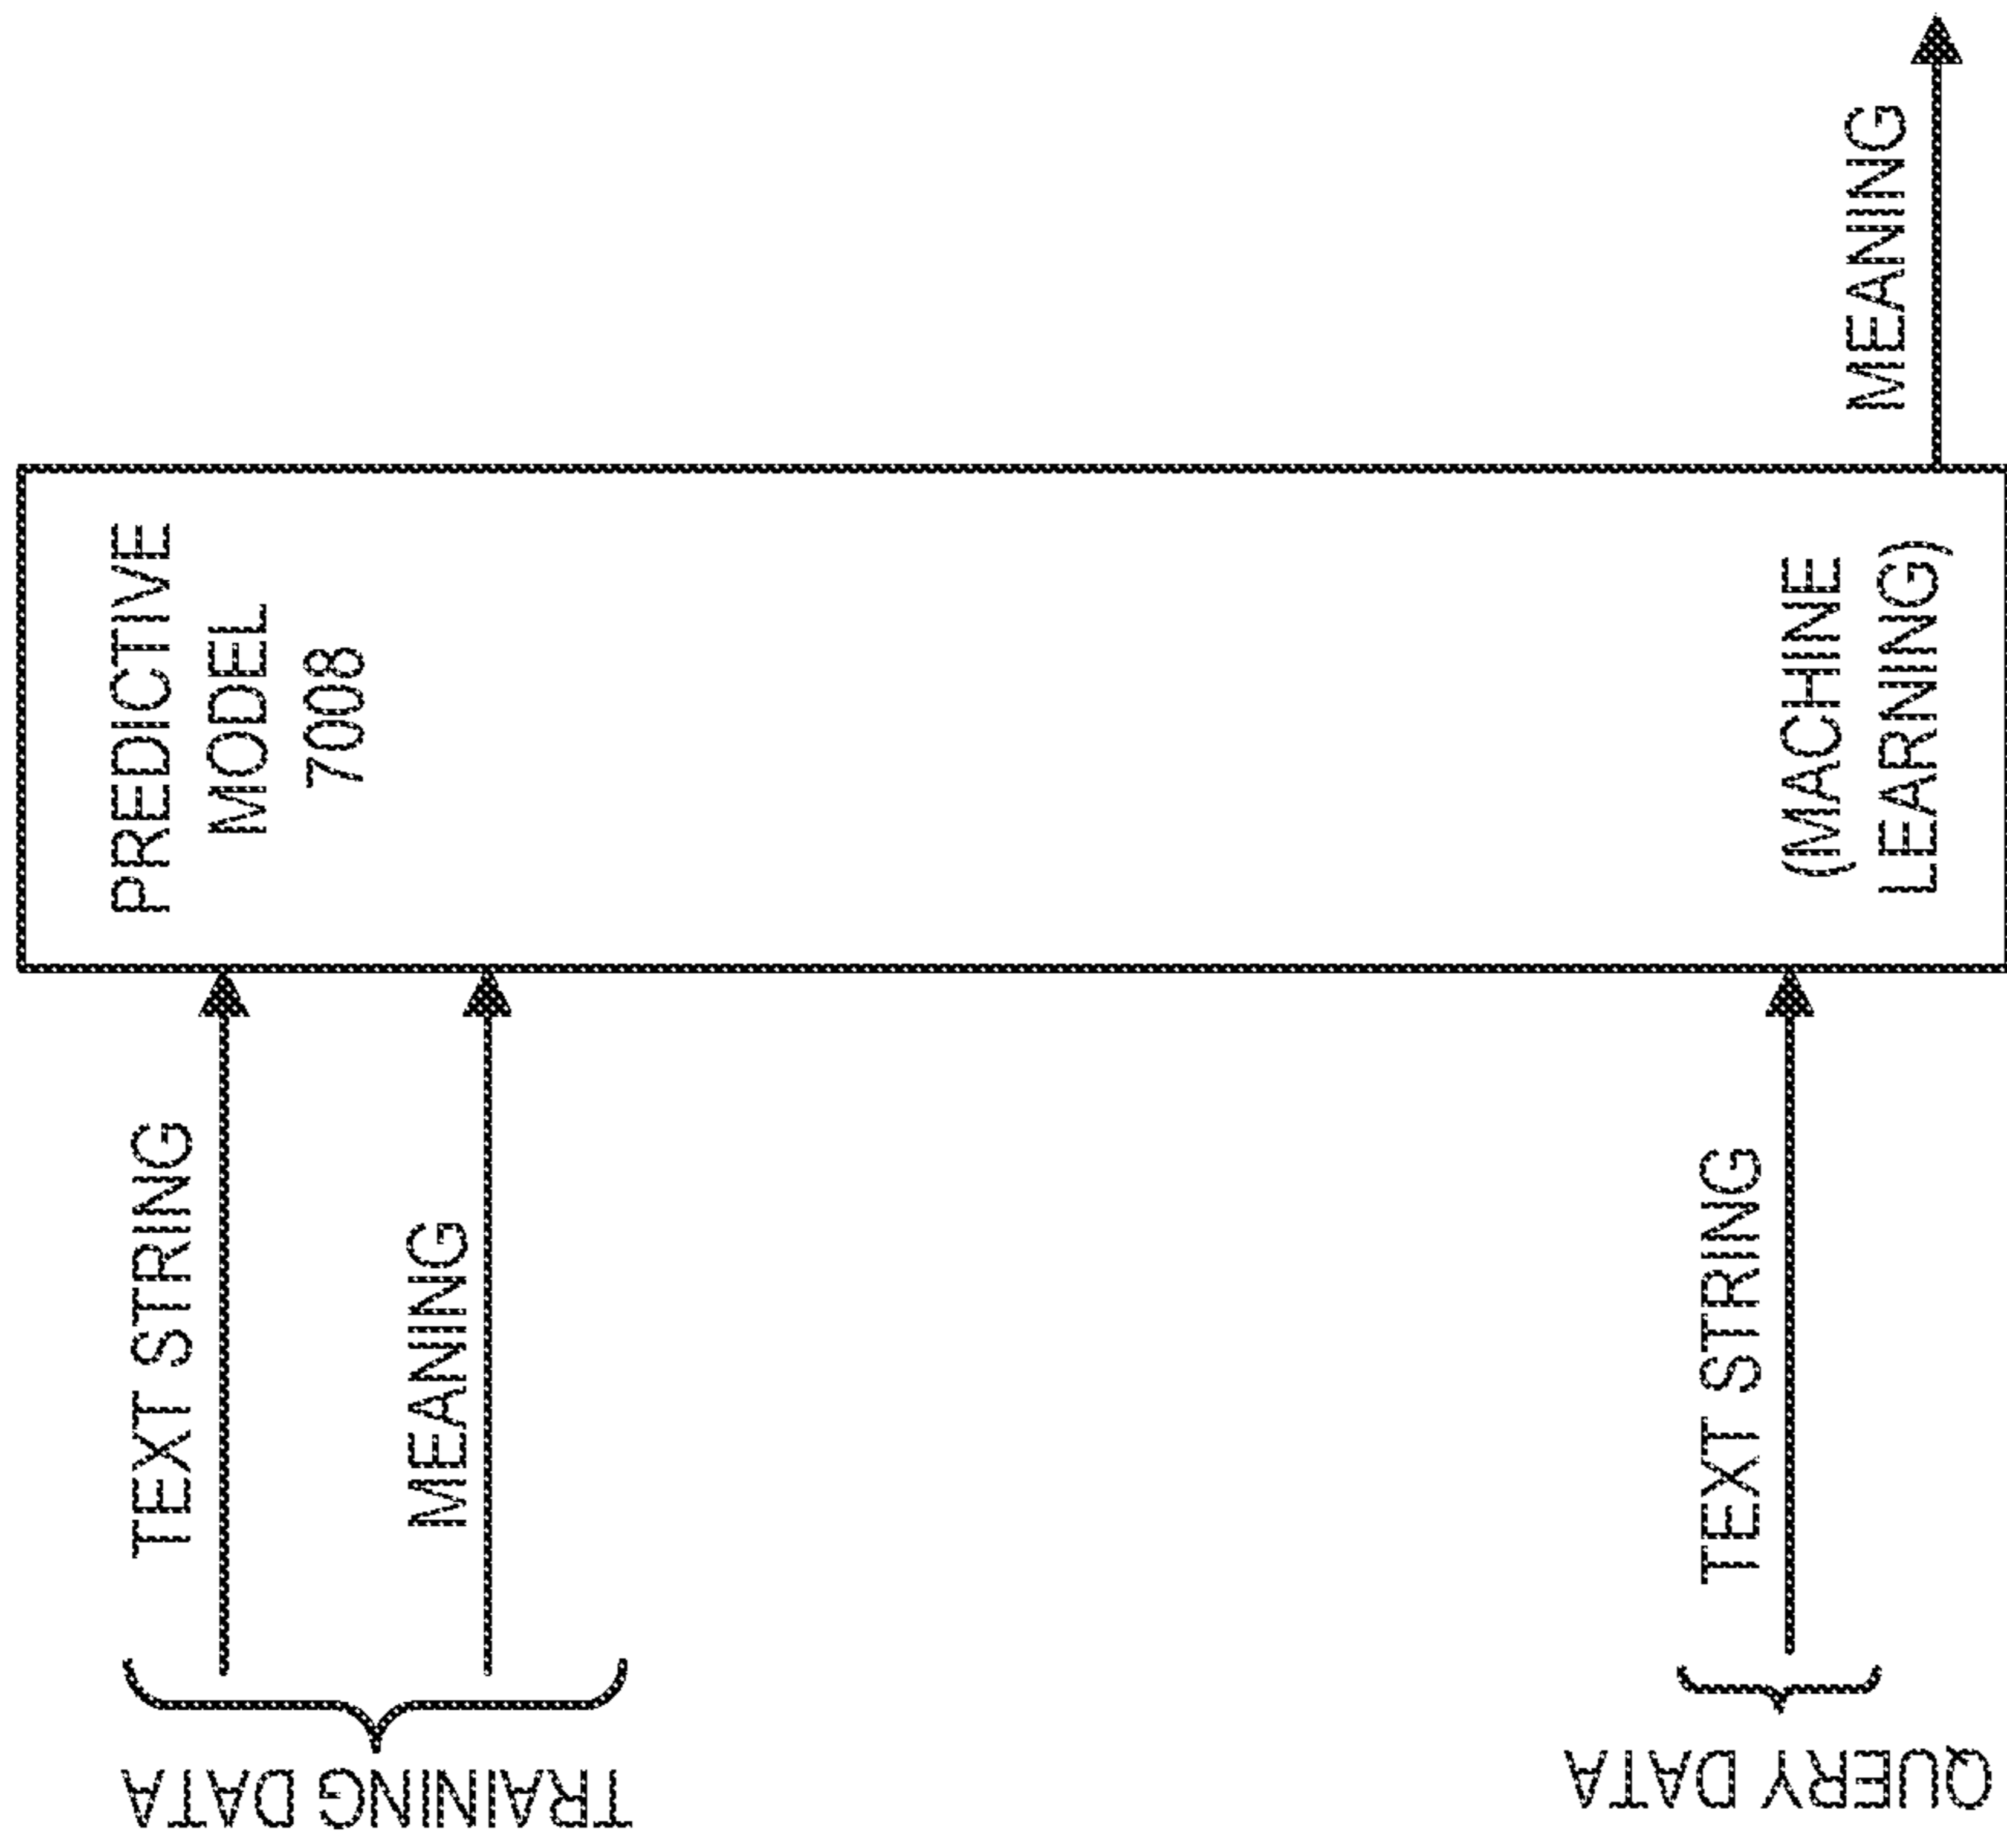 TRAINING DATA
TEXT STRING
MEANING
PREDICTIVE
MODEL
7008
(MACHINE
LEARNING)
QUERY DATA
TEXT STRING
MEANING